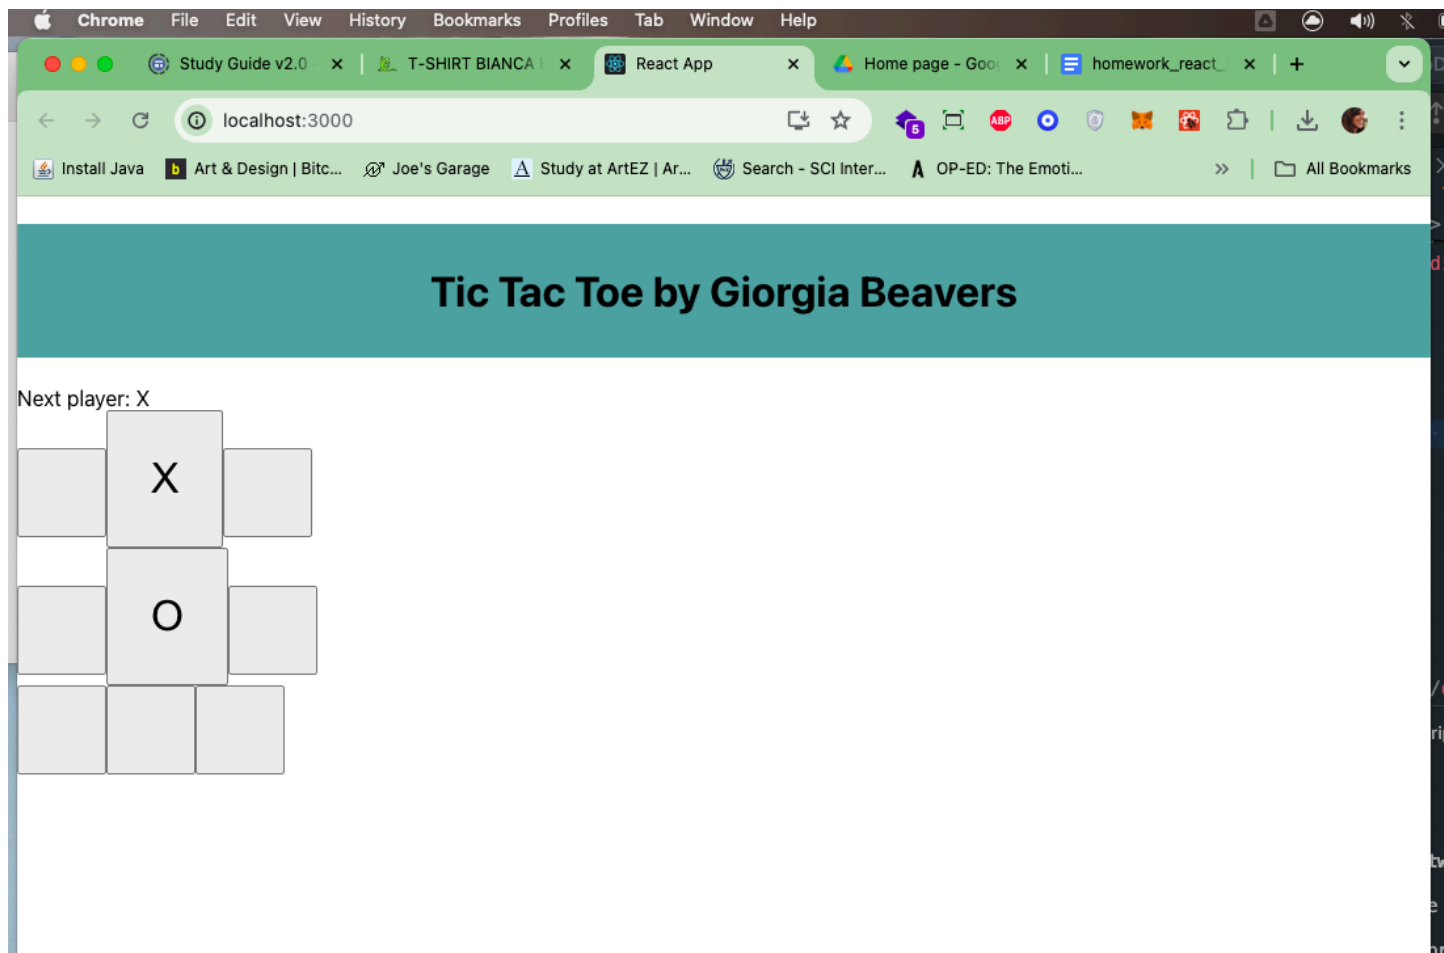 Chrome File Edit View History Bookmarks Profiles Tab Window Help
Study Guide v2.0 T-SHIRT BIANCA React App Home page - Goo homework_react_
localhost:3000 5 ABP
Install Java b Art & Design | Bitc... Joe's Garage A Study at ArtEZ | Ar... Search - SCI Inter... A OP-ED: The Emoti... All Bookmarks
Tic Tac Toe by Giorgia Beavers
Next player: X
X
O